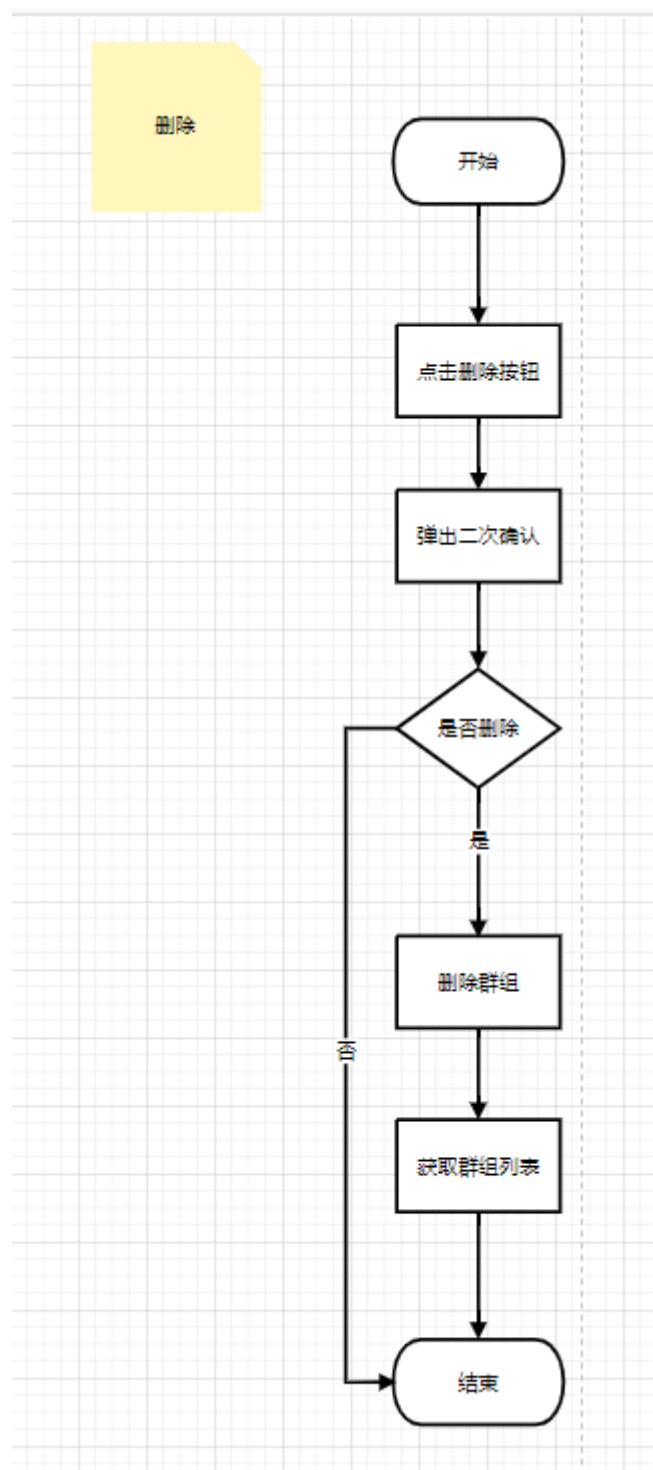 删除
开始
点击删除按钮
弹出二次确认
是否删除
是
删除群组
否
获取群组列表
结束